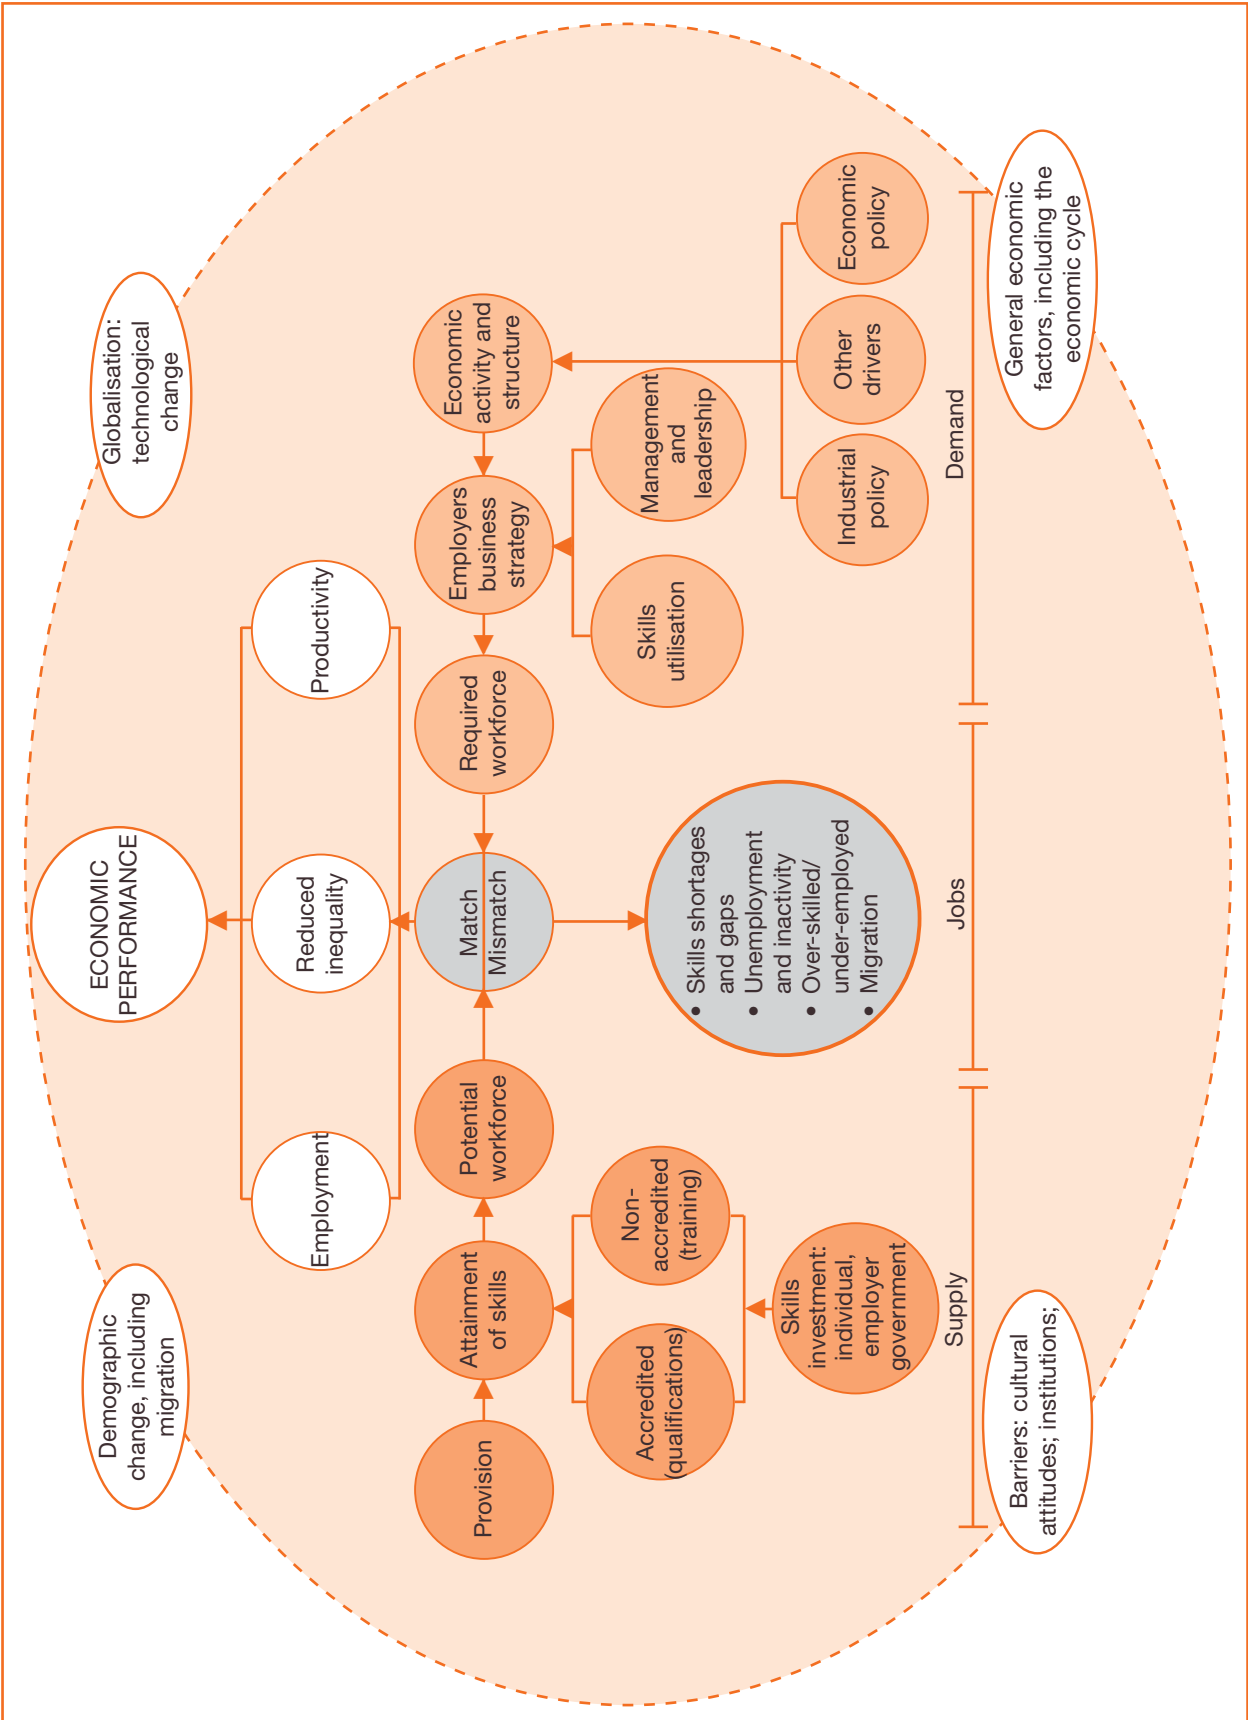 Demographic
change, including
migration
ECONOMIC
PERFORMANCE
Globalisation:
technological
change
Employment
Reduced
inequality
Productivity
Provision
Attainment
of skills
Potential
workforce
Match
Mismatch
Required
workforce
Employers
business
strategy
Economic
activity and
structure
Accredited
(qualifications)
Non-
accredited
(training)
Skills
utilisation
Management
and
leadership
Skills
investment:
individual,
employer
government
• Skills shortages
and gaps
• Unemployment
and inactivity
• Over-skilled/
under-employed
• Migration
Industrial
policy
Other
drivers
Economic
policy
Supply
Jobs
Demand
Barriers: cultural
attitudes; institutions;
General economic
factors, including the
economic cycle